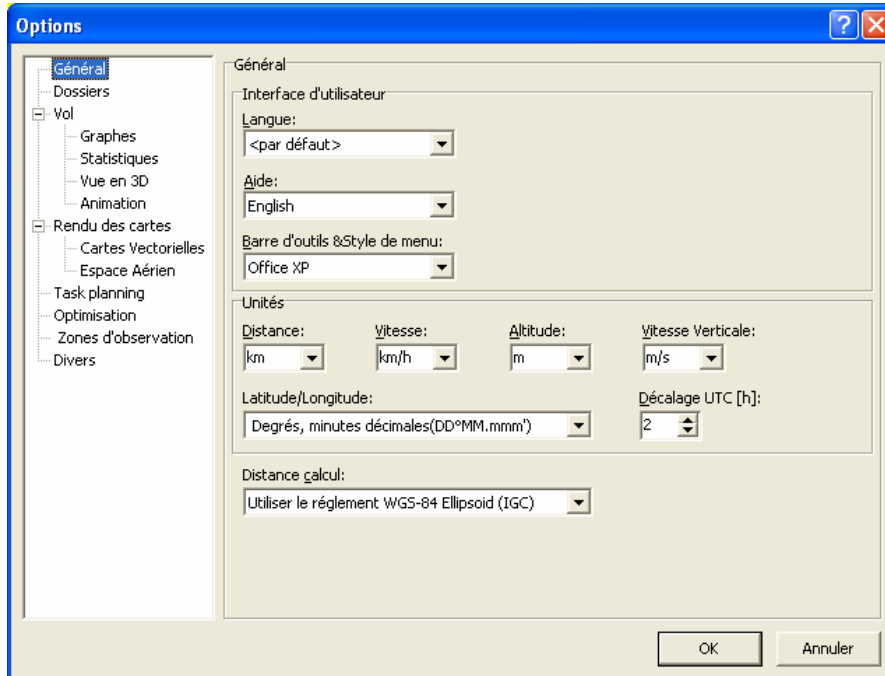 Options
Général
Dossiers
Vol
Graphes
Statistiques
Vue en 3D
Animation
Rendu des cartes
Cartes Vectorielles
Espace Aérien
Task planning
Optimisation
Zones d'observation
Divers
Général
Interface d'utilisateur
Langue:
<par défaut>
Aide:
English
Barre d'outils &Style de menu:
Office XP
Unités
Distance: Vitesse: Altitude: Vitesse Verticale:
km km/h m m/s
Latitude/Longitude: Décalage UTC [h]:
Degrés, minutes décimales(DD°MM.mmm') 2
Distance calcul:
Utiliser le réglement WGS-84 Ellipsoid (IGC)
OK Annuler